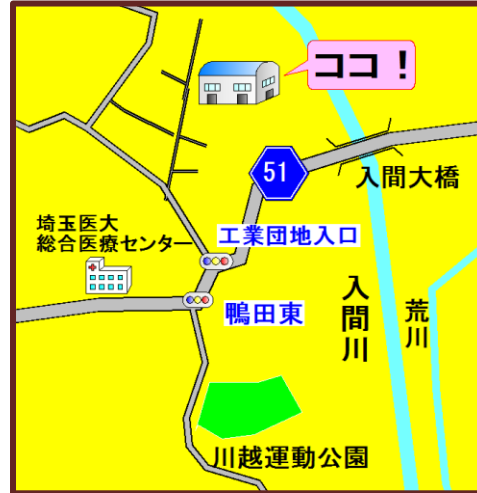 ココ！
51
入間大橋
埼玉医大
総合医療センター
工業団地入口
鴨田東
入間川
荒川
川越運動公園